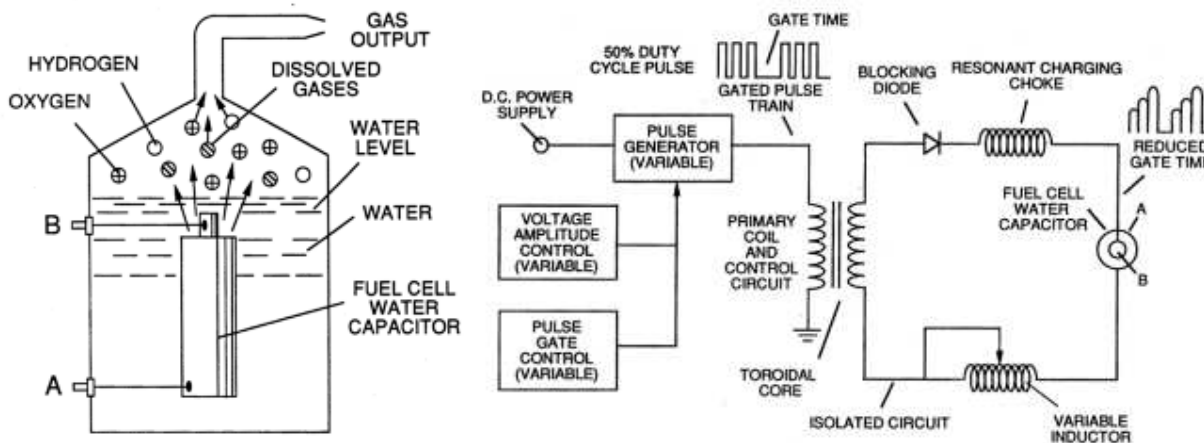 GAS
OUTPUT
HYDROGEN
OXYGEN
DISSOLVED
GASES
WATER
LEVEL
B
WATER
FUEL CELL
WATER
CAPACITOR
A
GATE TIME
50% DUTY
CYCLE PULSE
GATED PULSE
TRAIN
D.C. POWER
SUPPLY
PULSE
GENERATOR
(VARIABLE)
VOLTAGE
AMPLITUDE
CONTROL
(VARIABLE)
PULSE
GATE
CONTROL
(VARIABLE)
PRIMARY
COIL
AND
CONTROL
CIRCUIT
TOROIDAL
CORE
BLOCKING
DIODE
RESONANT CHARGING
CHOKE
REDUCED
GATE TIME
FUEL CELL
WATER
CAPACITOR
A
B
ISOLATED CIRCUIT
VARIABLE
INDUCTOR